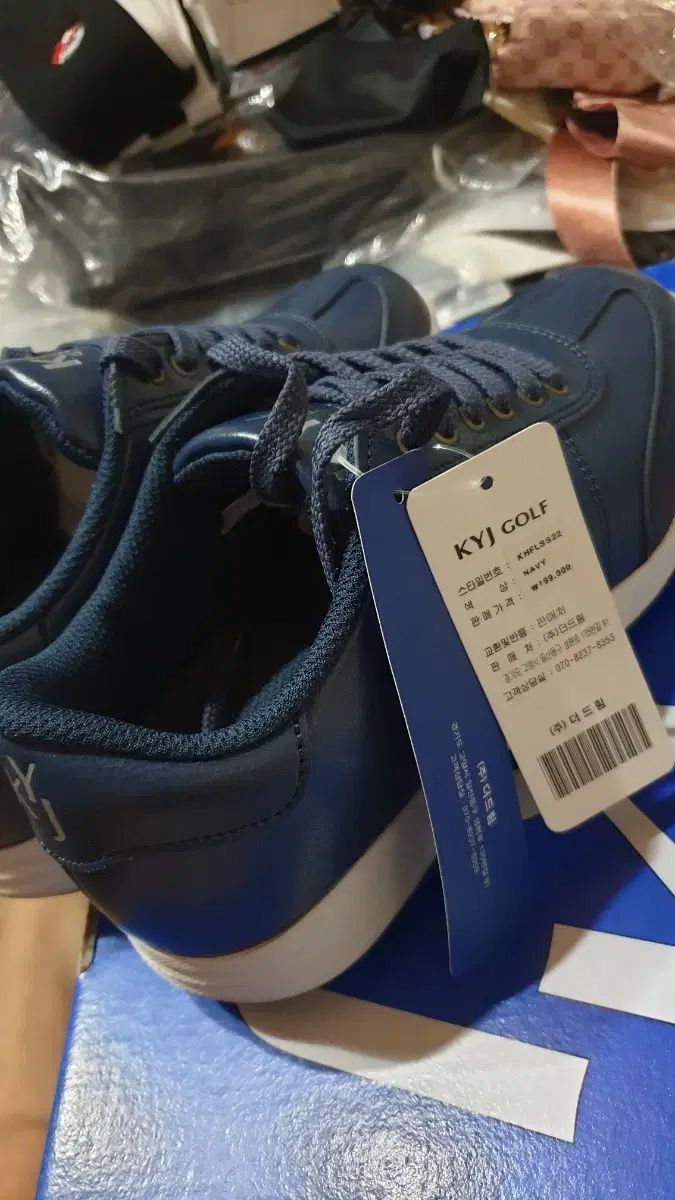 KYJ GOLF
스타일번호 : KHFLSS22
색 상 : NAVY
판매가격 : ₩199.000
교환및반품 : 판매처
판 매 처 : (주)더드림
고객상담실 : 070-8237-8353
(주)더드림
(주)더드림
KYJ